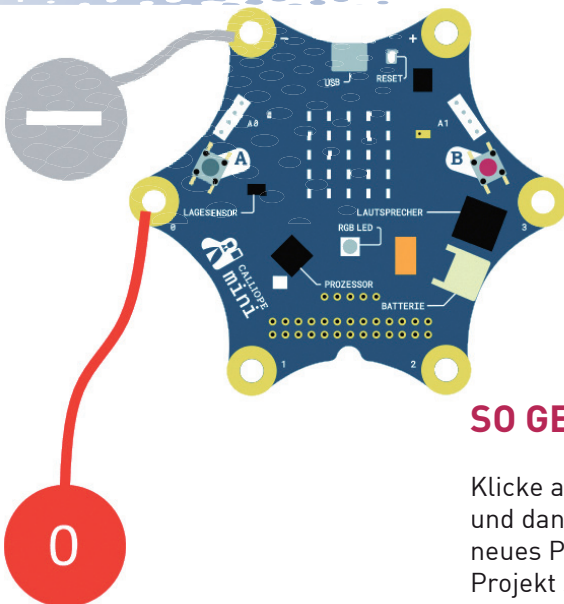 -
+
USB
RESET
A0
A1
A
B
LAGESENSOR
LAUTSPRECHER
0
3
RGB LED
CALLIOPE
mini
PROZESSOR
BATTERIE
1
2
0
SO GE
Klicke a
und dan
neues P
Projekt